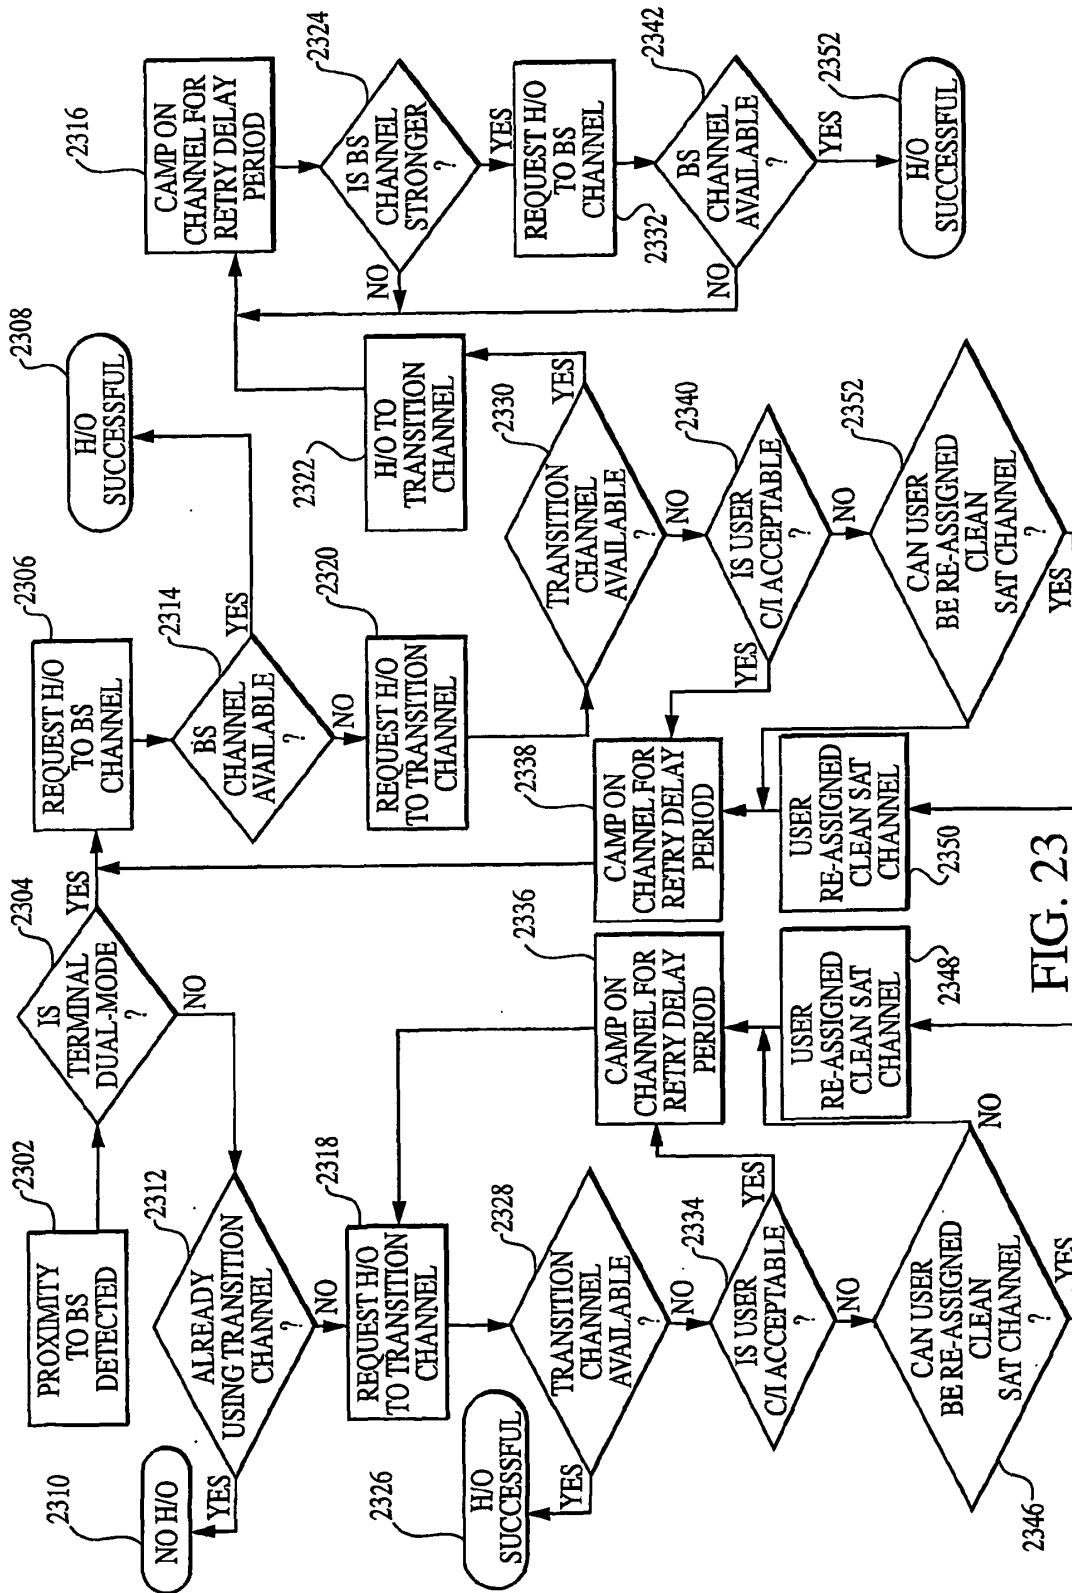 2302
PROXIMITY
TO BS
DETECTED
2304
IS
TERMINAL
DUAL-MODE
?
YES
NO
2306
REQUEST H/O
TO BS
CHANNEL
2308
H/O
SUCCESSFUL
2310
NO H/O
2312
ALREADY
USING TRANSITION
CHANNEL
?
YES
NO
2314
BS
CHANNEL
AVAILABLE
?
YES
NO
2316
CAMP ON
CHANNEL FOR
RETRY DELAY
PERIOD
2318
REQUEST H/O
TO TRANSITION
CHANNEL
2320
REQUEST H/O
TO TRANSITION
CHANNEL
2322
H/O TO
TRANSITION
CHANNEL
2324
IS BS
CHANNEL
STRONGER
?
YES
NO
2326
H/O
SUCCESSFUL
2328
TRANSITION
CHANNEL
AVAILABLE
?
YES
NO
2330
TRANSITION
CHANNEL
AVAILABLE
?
YES
NO
2332
REQUEST H/O
TO BS
CHANNEL
2334
IS USER
C/I ACCEPTABLE
?
YES
NO
2336
CAMP ON
CHANNEL FOR
RETRY DELAY
PERIOD
2338
CAMP ON
CHANNEL FOR
RETRY DELAY
PERIOD
2340
IS USER
C/I ACCEPTABLE
?
YES
NO
2342
BS
CHANNEL
AVAILABLE
?
YES
NO
2346
CAN USER
BE RE-ASSIGNED
CLEAN
SAT CHANNEL
?
YES
NO
2348
USER
RE-ASSIGNED
CLEAN SAT
CHANNEL
2350
USER
RE-ASSIGNED
CLEAN SAT
CHANNEL
2352
CAN USER
BE RE-ASSIGNED
CLEAN
SAT CHANNEL
?
YES
2352
H/O
SUCCESSFUL
FIG. 23